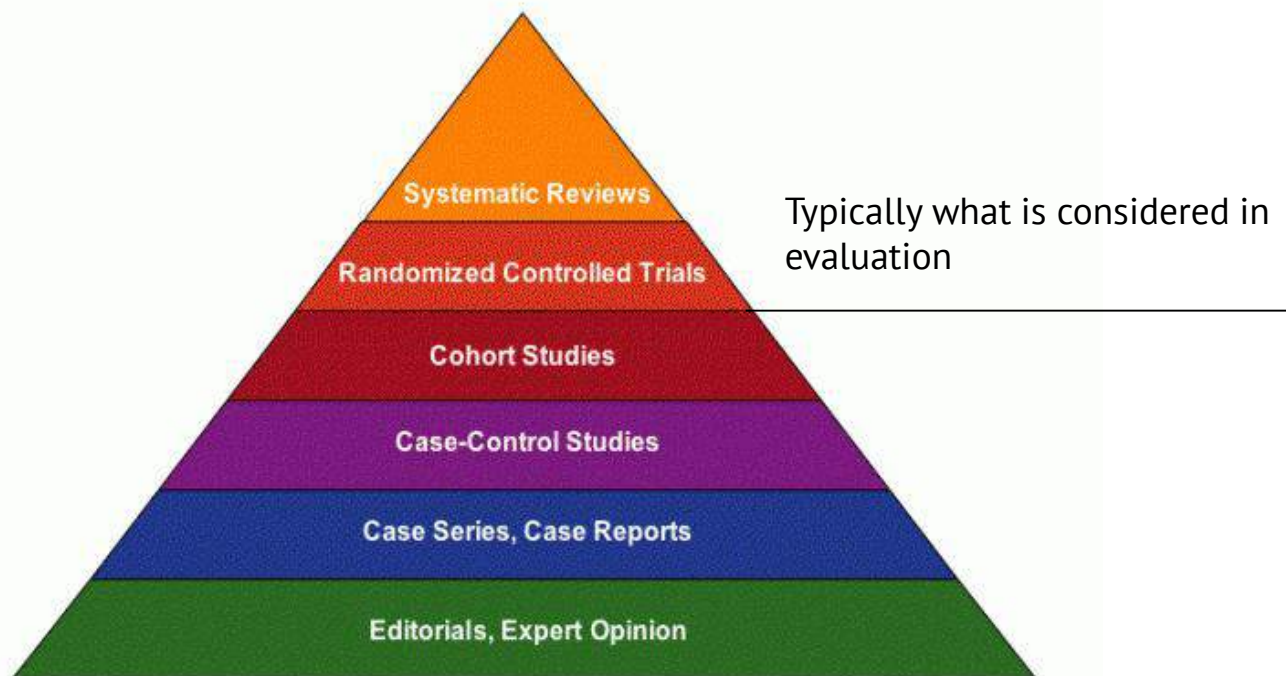 Systematic Reviews
Typically what is considered in
evaluation
Randomized Controlled Trials
Cohort Studies
Case-Control Studies
Case Series, Case Reports
Editorials, Expert Opinion